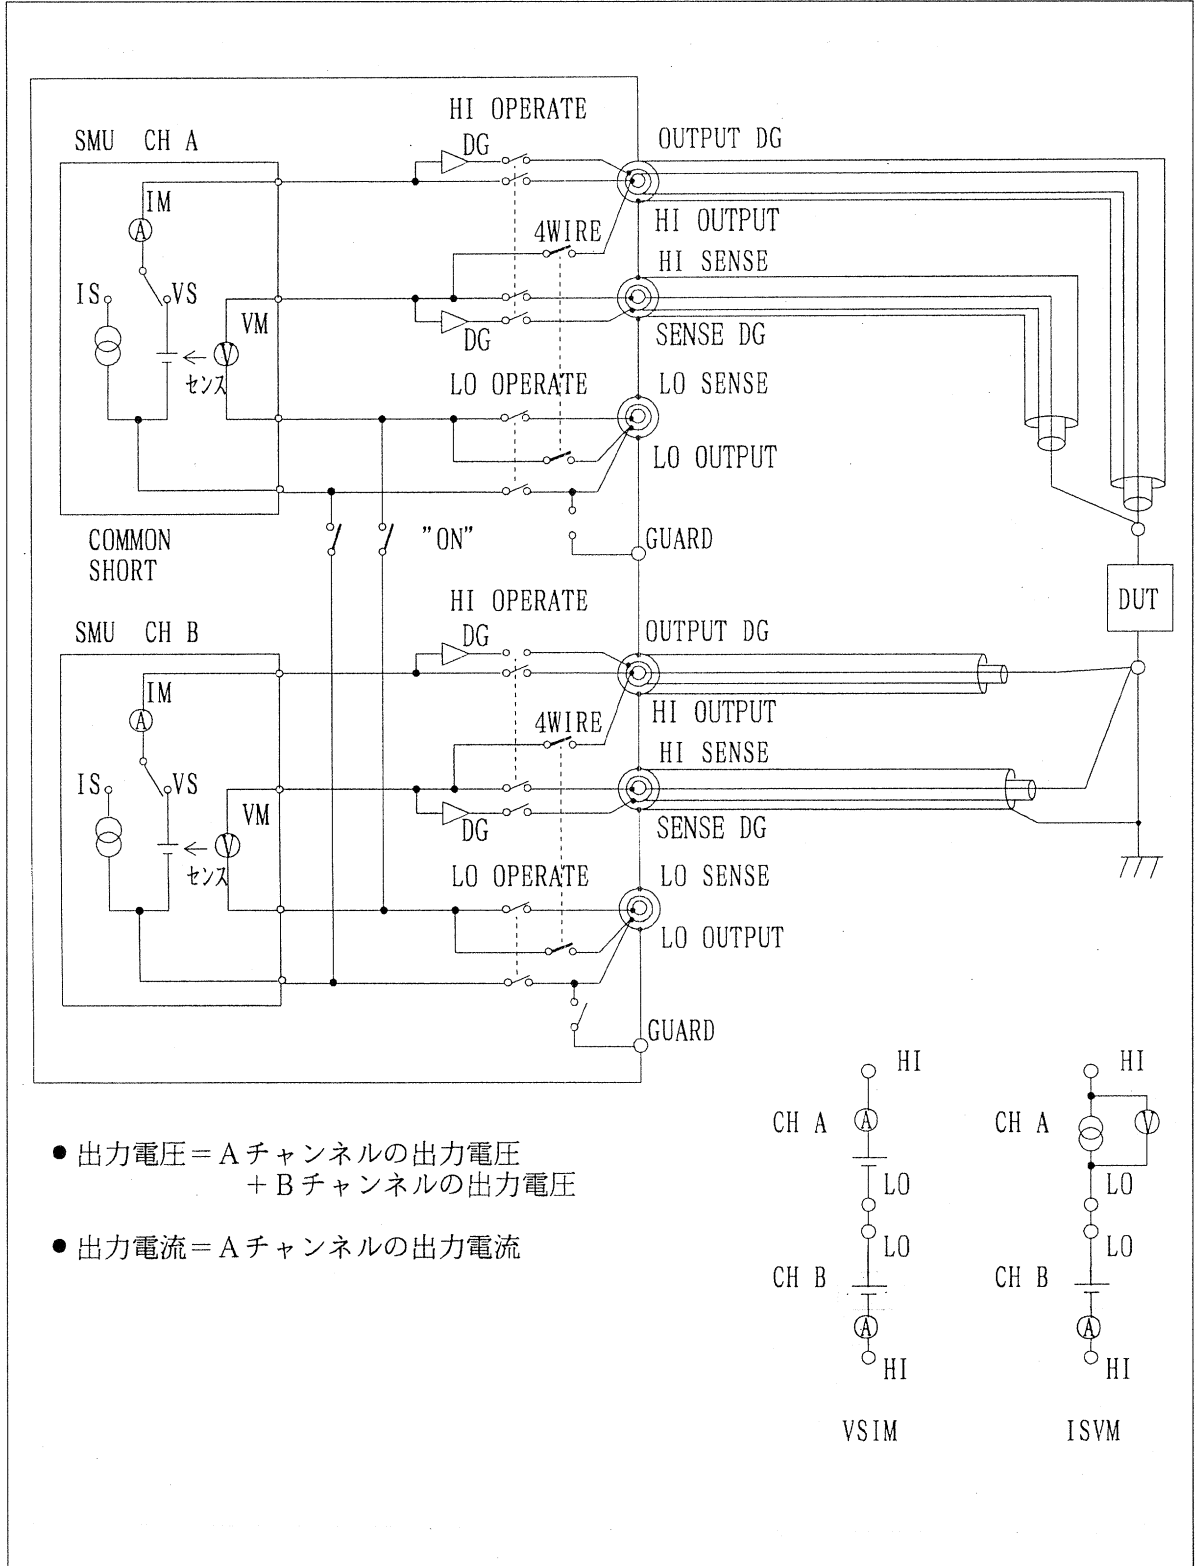 HI OPERATE
SMU CH A
DG
OUTPUT DG
IM
A
4WIRE
HI OUTPUT
HI SENSE
IS
VS
VM
V
DG
SENSE DG
センス
LO OPERATE
LO SENSE
LO OUTPUT
COMMON
SHORT
"ON"
GUARD
DUT
HI OPERATE
SMU CH B
DG
OUTPUT DG
IM
A
4WIRE
HI OUTPUT
HI SENSE
IS
VS
VM
V
DG
SENSE DG
センス
LO OPERATE
LO SENSE
LO OUTPUT
GUARD
HI
HI
CH A
A
CH A
V
LO
LO
LO
LO
CH B
CH B
A
A
HI
HI
VSIM
ISVM
●出力電圧＝Aチャンネルの出力電圧
＋Bチャンネルの出力電圧
●出力電流＝Aチャンネルの出力電流